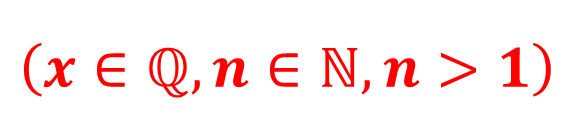 (𝒙 ∈ ℚ, 𝒏 ∈ ℕ, 𝒏 > 𝟏)